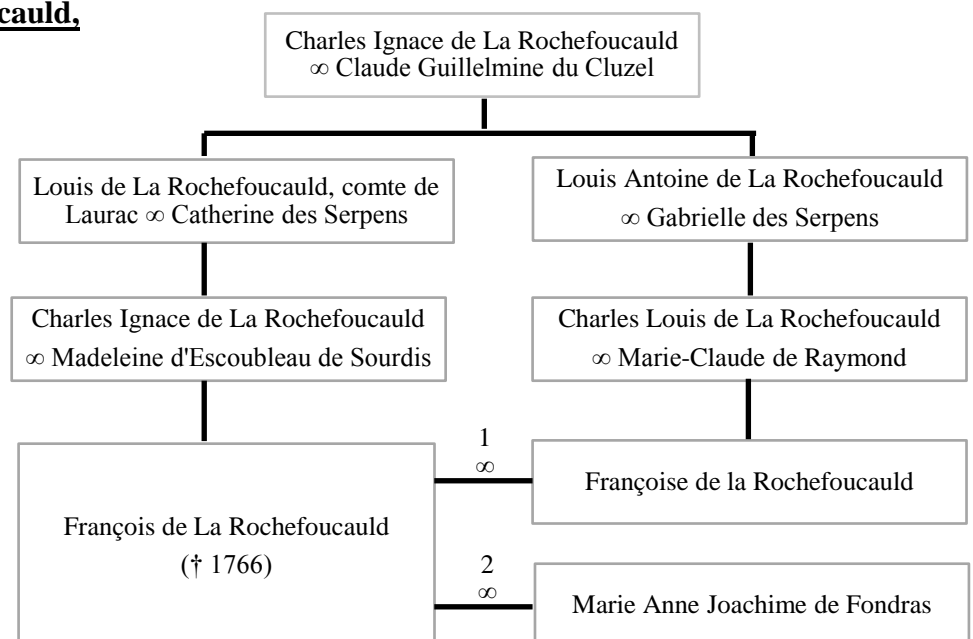 cauld,
Charles Ignace de La Rochefoucauld
∞ Claude Guillelmine du Cluzel
Louis de La Rochefoucauld, comte de
Laurac ∞ Catherine des Serpens
Louis Antoine de La Rochefoucauld
∞ Gabrielle des Serpens
Charles Ignace de La Rochefoucauld
∞ Madeleine d'Escoubleau de Sourdis
Charles Louis de La Rochefoucauld
∞ Marie-Claude de Raymond
François de La Rochefoucauld
(† 1766)
1
∞
Françoise de la Rochefoucauld
2
∞
Marie Anne Joachime de Fondras